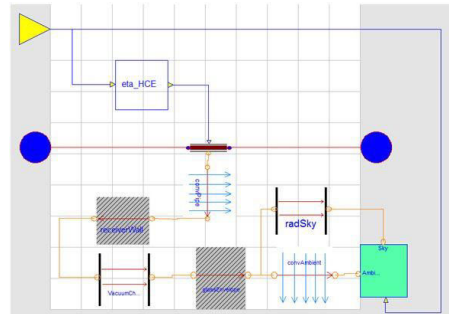 eta_HCE
convPipe
receiverWall
radSky
VacuumCh...
glassEnvelope
convAmbient
Sky
Ambi...